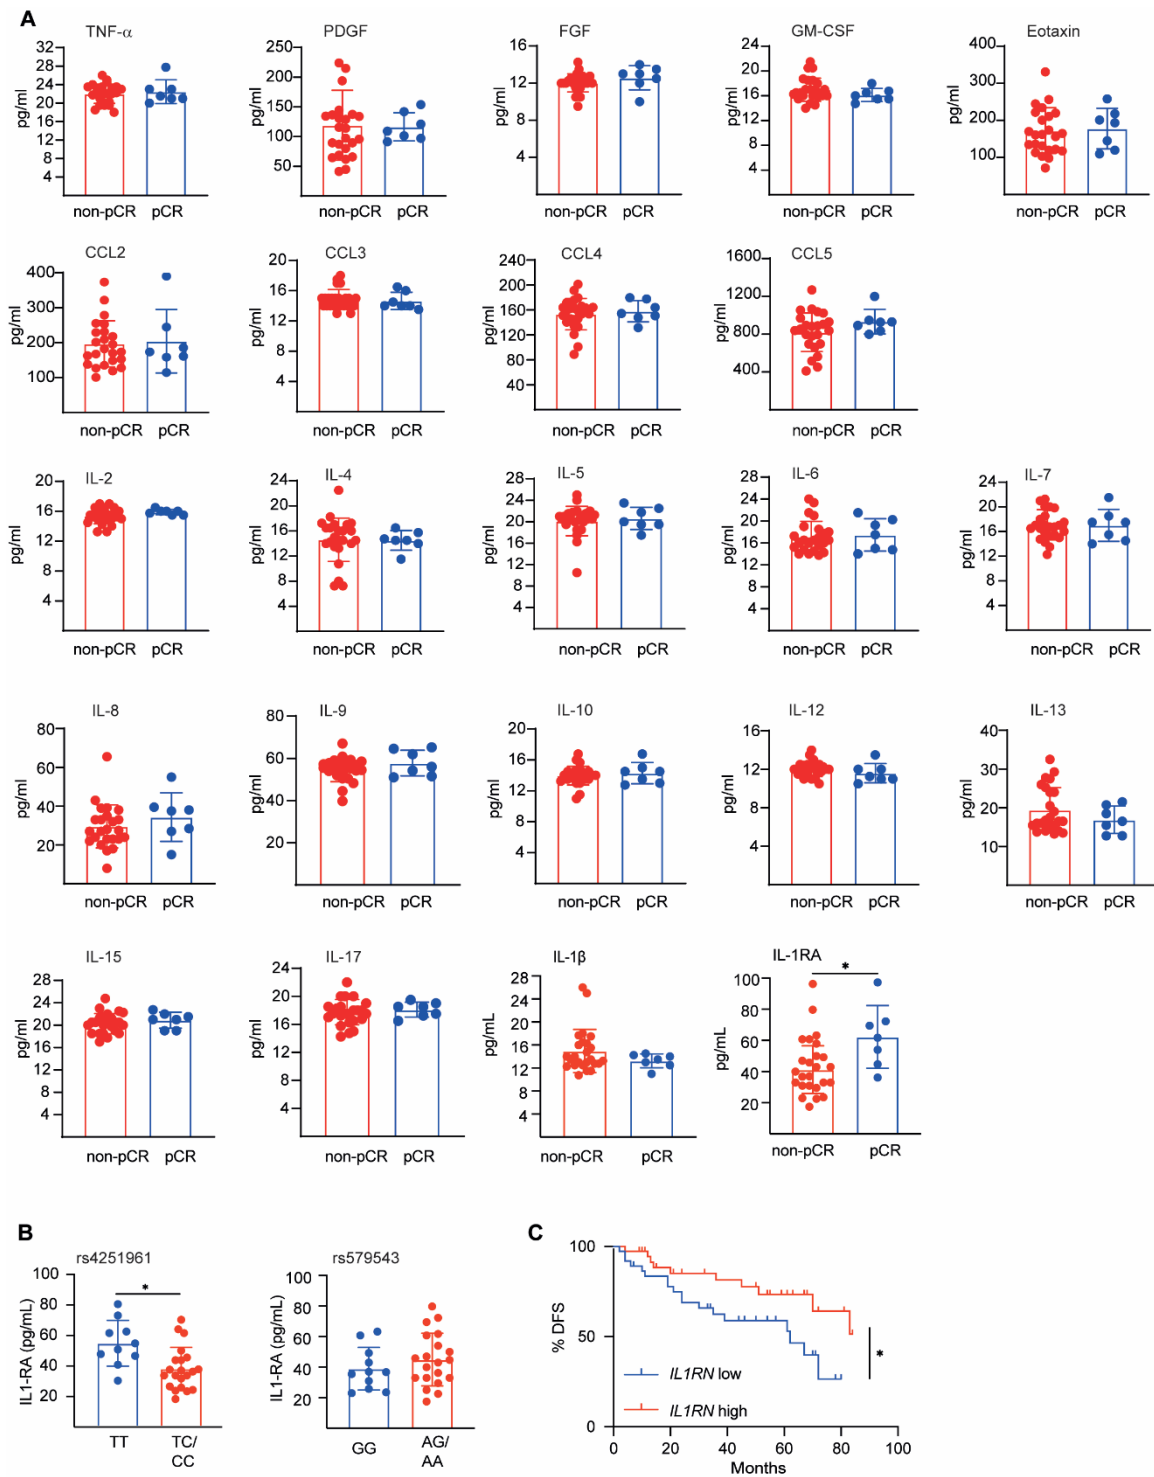 A
TNF-α
PDGF
FGF
GM-CSF
Eotaxin
pg/ml
32
28
24
20
16
12
8
4
non-pCR pCR
pg/ml
250
200
150
100
50
non-pCR pCR
pg/ml
16
12
8
4
non-pCR pCR
pg/ml
24
20
16
12
8
4
non-pCR pCR
pg/ml
400
300
200
100
non-pCR pCR
CCL2
CCL3
CCL4
CCL5
pg/ml
400
300
200
100
non-pCR pCR
pg/ml
20
16
12
8
4
non-pCR pCR
pg/ml
240
200
160
120
80
40
non-pCR pCR
pg/ml
1600
1200
800
400
non-pCR pCR
IL-2
IL-4
IL-5
IL-6
IL-7
pg/ml
20
16
12
8
4
non-pCR pCR
pg/ml
24
20
16
12
8
4
non-pCR pCR
pg/ml
28
24
20
16
12
8
4
non-pCR pCR
pg/ml
28
24
20
16
12
8
4
non-pCR pCR
pg/ml
24
20
16
12
8
4
non-pCR pCR
IL-8
IL-9
IL-10
IL-12
IL-13
pg/ml
80
60
40
20
non-pCR pCR
pg/ml
80
60
40
20
non-pCR pCR
pg/ml
20
16
12
8
4
non-pCR pCR
pg/ml
16
12
8
4
non-pCR pCR
pg/ml
40
30
20
10
non-pCR pCR
IL-15
IL-17
IL-1β
IL-1RA
pg/ml
28
24
20
16
12
8
4
non-pCR pCR
pg/ml
24
20
16
12
8
4
non-pCR pCR
pg/mL
28
24
20
16
12
8
4
non-pCR pCR
pg/mL
100
80
60
40
20
*
non-pCR pCR
B
rs4251961
IL1-RA (pg/mL)
100
80
60
40
20
*
TT TC/
CC
rs579543
IL1-RA (pg/mL)
100
80
60
40
20
GG AG/
AA
C
% DFS
100
50
0
*
IL1RN low
IL1RN high
0 20 40 60 80 100
Months